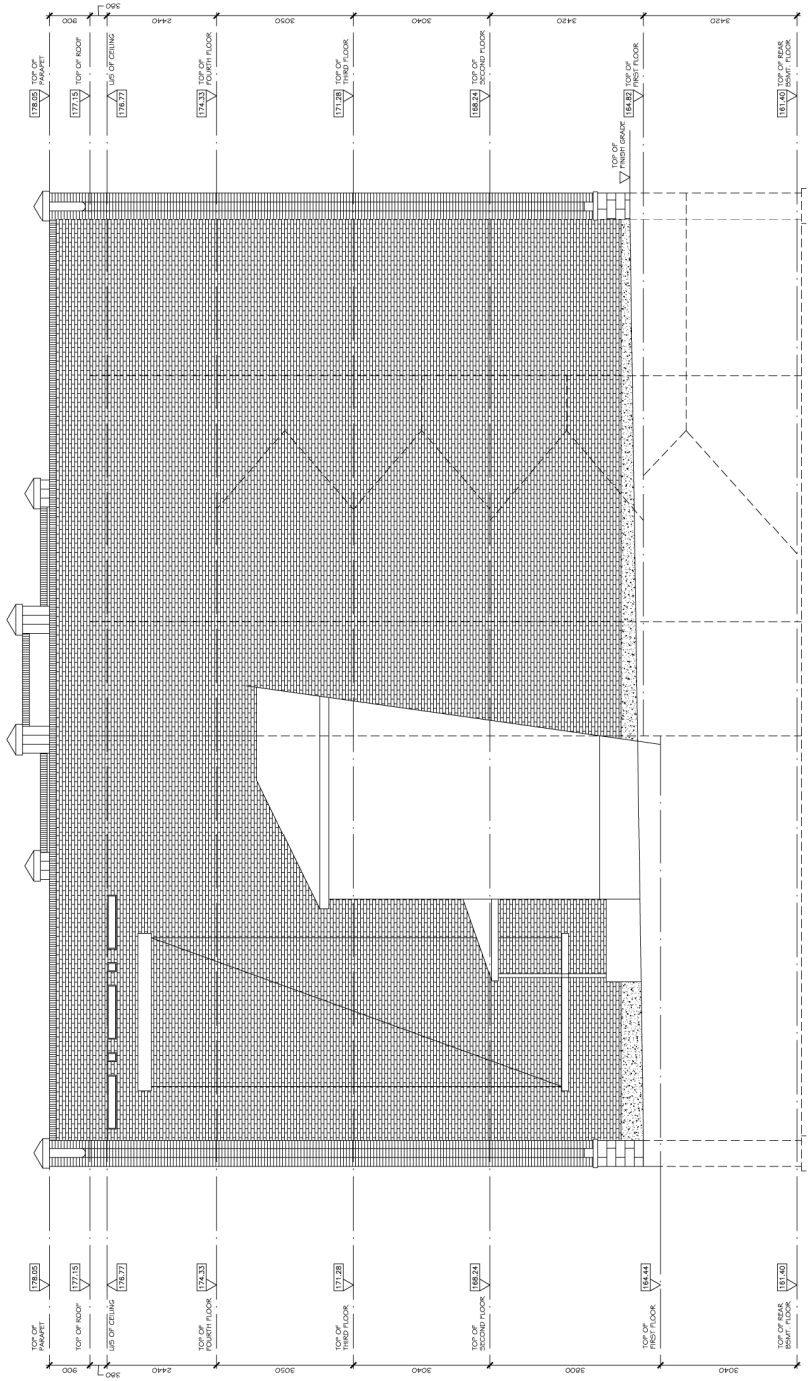 900
380
2440
3050
3040
3420
3420
TOP OF
PARAPET
178.05
TOP OF ROOF
177.15
U/S OF CEILING
176.77
TOP OF
FOURTH FLOOR
174.33
TOP OF
THIRD FLOOR
171.28
TOP OF
SECOND FLOOR
168.24
TOP OF
FIRST FLOOR
164.82
TOP OF REAR
BSMT. FLOOR
161.40
TOP OF
FINISH GRADE
178.05
TOP OF
PARAPET
177.15
TOP OF ROOF
176.77
U/S OF CEILING
174.33
TOP OF
FOURTH FLOOR
171.28
TOP OF
THIRD FLOOR
168.24
TOP OF
SECOND FLOOR
164.44
TOP OF
FIRST FLOOR
161.40
TOP OF REAR
BSMT. FLOOR
900
380
2440
3050
3040
3800
3040